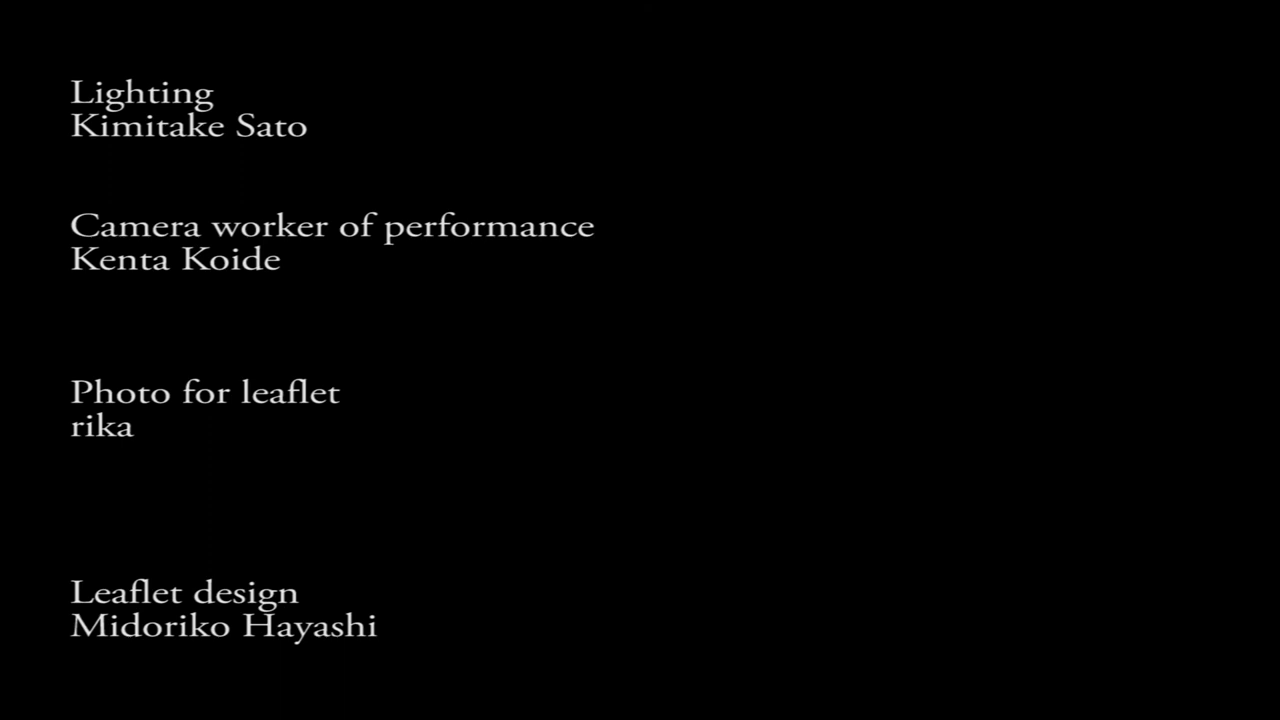 Lighting
Kimitake Sato
Camera worker of performance
Kenta Koide
Photo for leaflet
rika
Leaflet design
Midoriko Hayashi